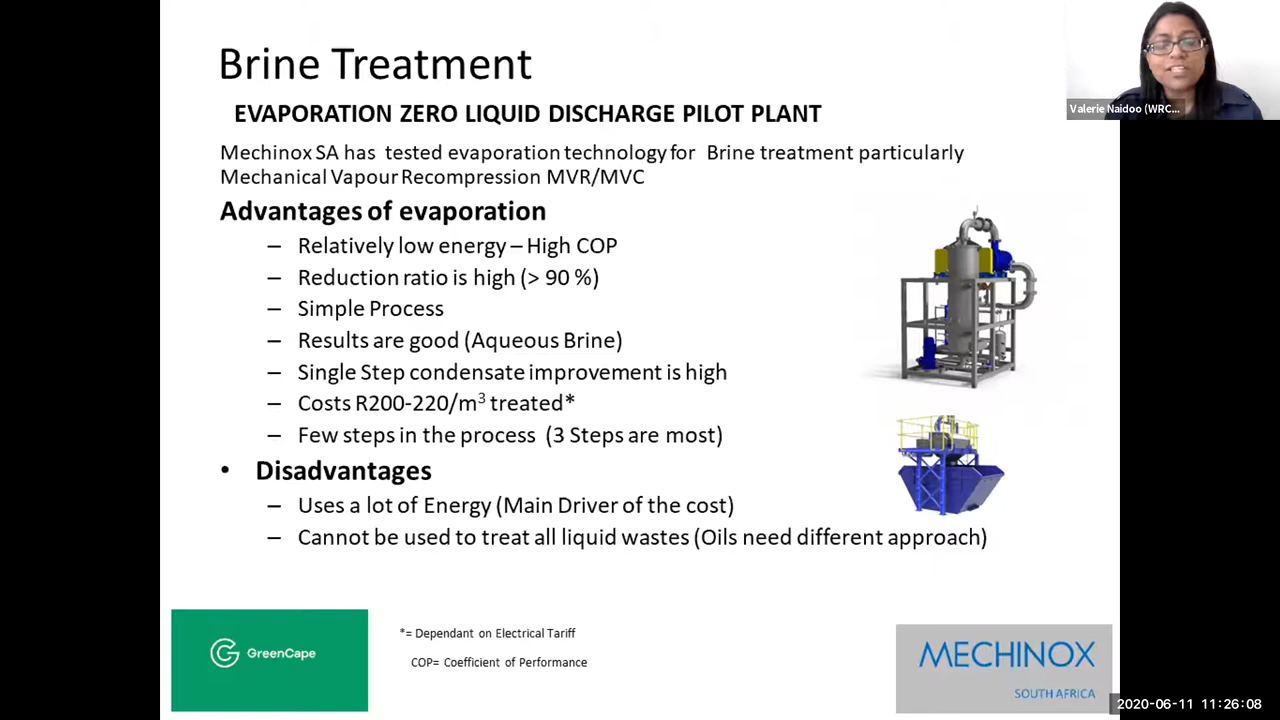 Brine Treatment
EVAPORATION ZERO LIQUID DISCHARGE PILOT PLANT
Mechinox SA has tested evaporation technology for Brine treatment particularly
Mechanical Vapour Recompression MVR/MVC
Advantages of evaporation
– Relatively low energy – High COP
– Reduction ratio is high (> 90 %)
– Simple Process
– Results are good (Aqueous Brine)
– Single Step condensate improvement is high
– Costs R200-220/m³ treated*
– Few steps in the process (3 Steps are most)
• Disadvantages
– Uses a lot of Energy (Main Driver of the cost)
– Cannot be used to treat all liquid wastes (Oils need different approach)
*= Dependant on Electrical Tariff
COP= Coefficient of Performance
GreenCape
MECHINOX
SOUTH AFRICA
Valerie Naidoo (WRC...
2020-06-11 11:26:08